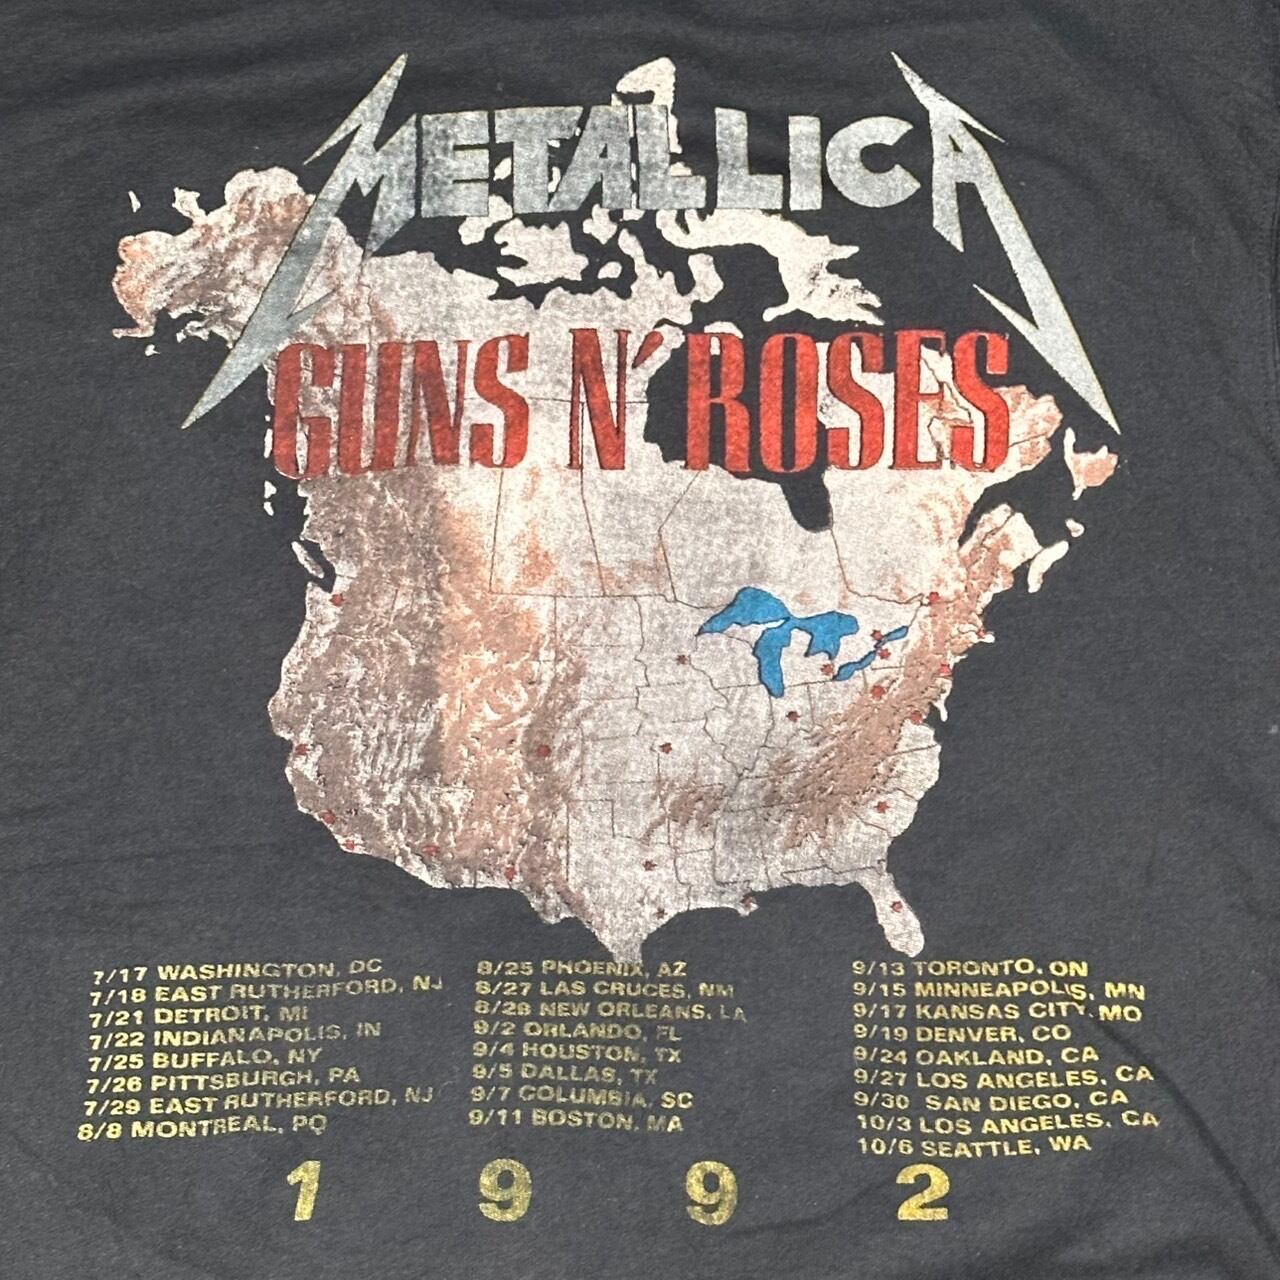 METALLICA
GUNS N' ROSES
7/17 WASHINGTON, DC
7/18 EAST RUTHERFORD, NJ
7/21 DETROIT, MI
7/22 INDIANAPOLIS, IN
7/25 BUFFALO, NY
7/26 PITTSBURGH, PA
7/29 EAST RUTHERFORD, NJ
8/8 MONTREAL, PQ
8/25 PHOENIX, AZ
8/27 LAS CRUCES, NM
8/28 NEW ORLEANS, LA
9/2 ORLANDO, FL
9/4 HOUSTON, TX
9/5 DALLAS, TX
9/7 COLUMBIA, SC
9/11 BOSTON, MA
9/13 TORONTO, ON
9/15 MINNEAPOLIS, MN
9/17 KANSAS CITY, MO
9/19 DENVER, CO
9/24 OAKLAND, CA
9/27 LOS ANGELES, CA
9/30 SAN DIEGO, CA
10/3 LOS ANGELES, CA
10/6 SEATTLE, WA
1992